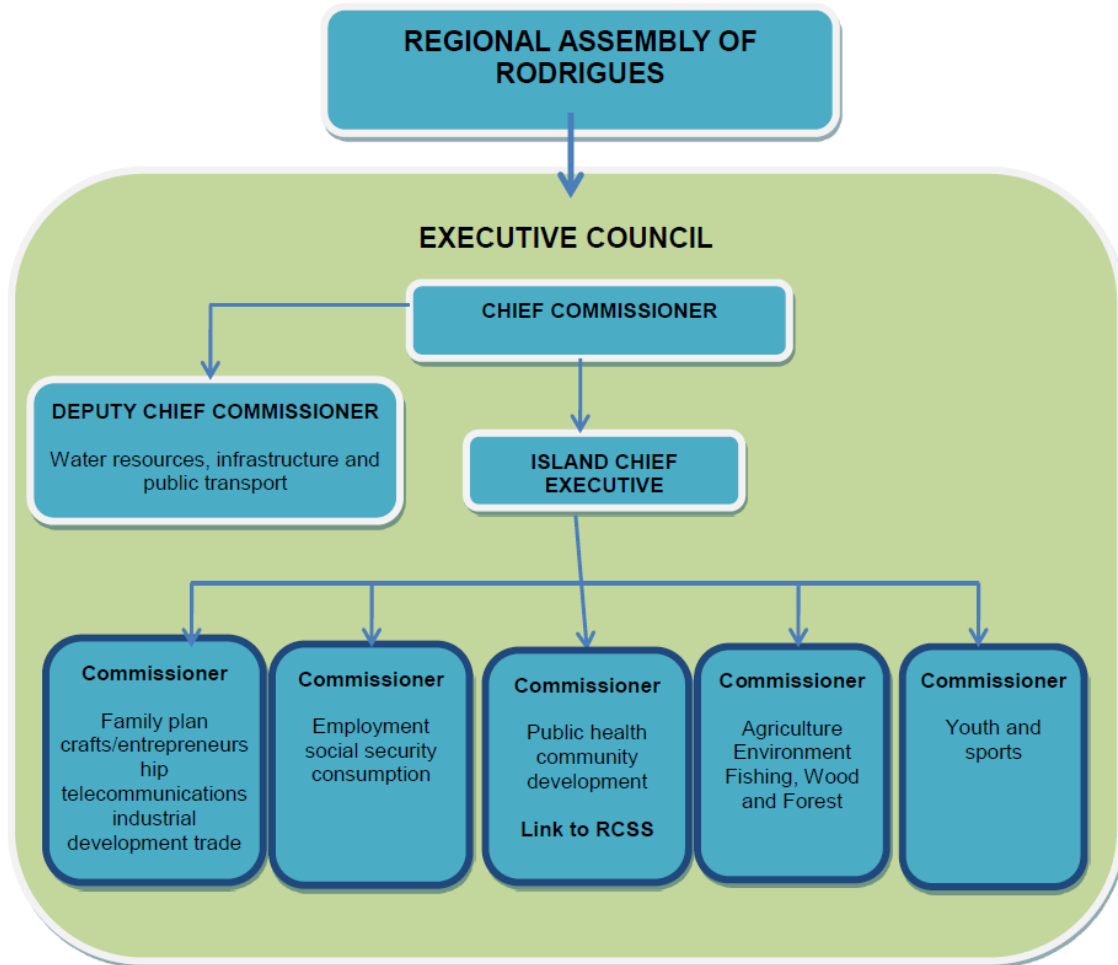 REGIONAL ASSEMBLY OF
RODRIGUES
EXECUTIVE COUNCIL
CHIEF COMMISSIONER
DEPUTY CHIEF COMMISSIONER
Water resources, infrastructure and
public transport
ISLAND CHIEF
EXECUTIVE
Commissioner
Family plan
crafts/entrepreneurs
hip
telecommunications
industrial
development trade
Commissioner
Employment
social security
consumption
Commissioner
Public health
community
development
Link to RCSS
Commissioner
Agriculture
Environment
Fishing, Wood
and Forest
Commissioner
Youth and
sports